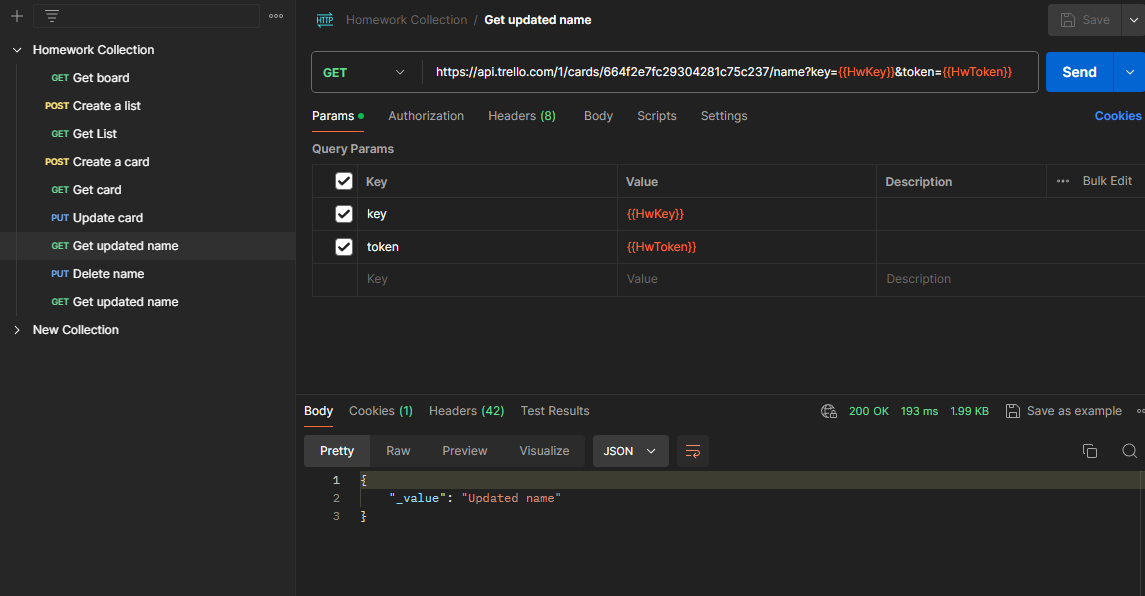 Homework Collection
GET Get board
POST Create a list
GET Get List
POST Create a card
GET Get card
PUT Update card
GET Get updated name
PUT Delete name
GET Get updated name
New Collection
HTTP Homework Collection / Get updated name
Save
GET https://api.trello.com/1/cards/664f2e7fc29304281c75c237/name?key={{HwKey}}&token={{HwToken}}
Send
Params Authorization Headers (8) Body Scripts Settings Cookies
Query Params
Key Value Description Bulk Edit
key {{HwKey}}
token {{HwToken}}
Key Value Description
Body Cookies (1) Headers (42) Test Results 200 OK 193 ms 1.99 KB Save as example
Pretty Raw Preview Visualize JSON
1 {
2 "_value": "Updated name"
3 }